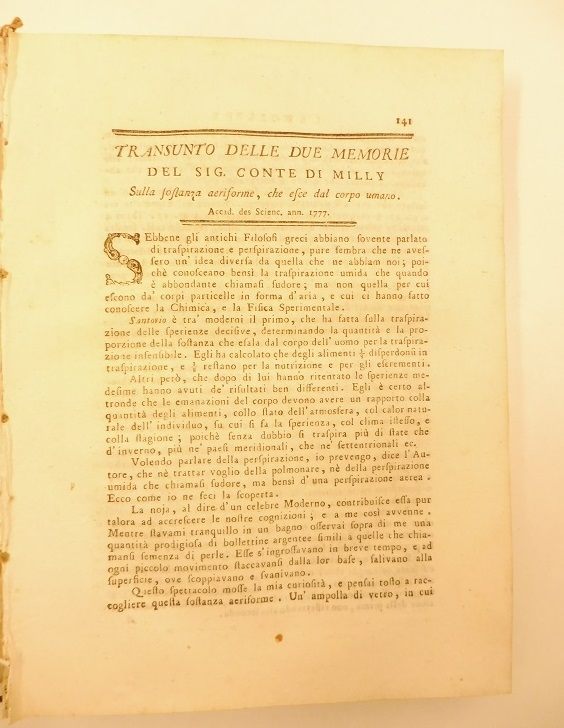 141
TRANSUNTO DELLE DUE MEMORIE
DEL SIG. CONTE DI MILLY
Sulla ſoſtanza aeriforme, che eſce dal corpo umano.
Accad. des Scienc. ann. 1777.
SEbbene gli antichi Filoſofi greci abbiano ſovente parlato
di traſpirazione e perſpirazione, pure ſembra che ne aveſ-
ſero un' idea diverſa da quella che ne abbiam noi; poi-
chè conoſceano bensì la traſpirazione umida che quando
è abbondante chiamaſi ſudore; ma non quella per cui
eſcono da' corpi particelle in forma d'aria, e cui ci hanno fatto
conoſcere la Chimica, e la Fiſica Sperimentale.
Santorio è tra' moderni il primo, che ha fatta ſulla traſpira-
zione delle ſperienze deciſive, determinando la quantità e la pro-
porzione della ſoſtanza che eſala dal corpo dell' uomo per la traſpira-
zione inſenſibile. Egli ha calcolato che degli alimenti diſperdonſi in
traſpirazione, e reſtano per la nutrizione e per gli eſcrementi.
Altri però, che dopo di lui hanno ritentato le ſperienze me-
deſime hanno avuti de' riſultati ben differenti. Egli è certo al-
tronde che le emanazioni del corpo devono avere un rapporto colla
quantità degli alimenti, collo ſtato dell'atmosfera, col calor natu-
rale dell' individuo, ſu cui ſi fa la ſperienza, col clima iſteſſo, e
colla ſtagione; poichè senza dubbio ſi traſpira più di ſtate che
d'inverno, più ne' paeſi meridionali, che ne' ſettentrionali ec.
Volendo parlare della perſpirazione, io prevengo, dice l'Au-
tore, che nè trattar voglio della polmonare, nè della perſpirazione
umida che chiamaſi ſudore, ma bensì d'una perſpirazione aerea.
Ecco come io ne feci la ſcoperta.
La noja, al dire d'un celebre Moderno, contribuiſce eſſa pur
talora ad accreſcere le noſtre cognizioni; e a me così avvenne.
Mentre ſtavami tranquillo in un bagno oſſervai ſopra di me una
quantità prodigioſa di bollettine argentee ſimili a quelle che chia-
manſi ſemenza di perle. Eſſe s'ingroſſavano in breve tempo, e ad
ogni piccolo movimento ſtaccavanſi dalla lor baſe, ſalivano alla
ſuperficie, ove ſcoppiavano e ſvanivano.
Queſto ſpettacolo moſſe la mia curioſità, e penſai toſto a rac-
cogliere queſta ſoſtanza aeriforme. Un' ampolla di vetro, in cui